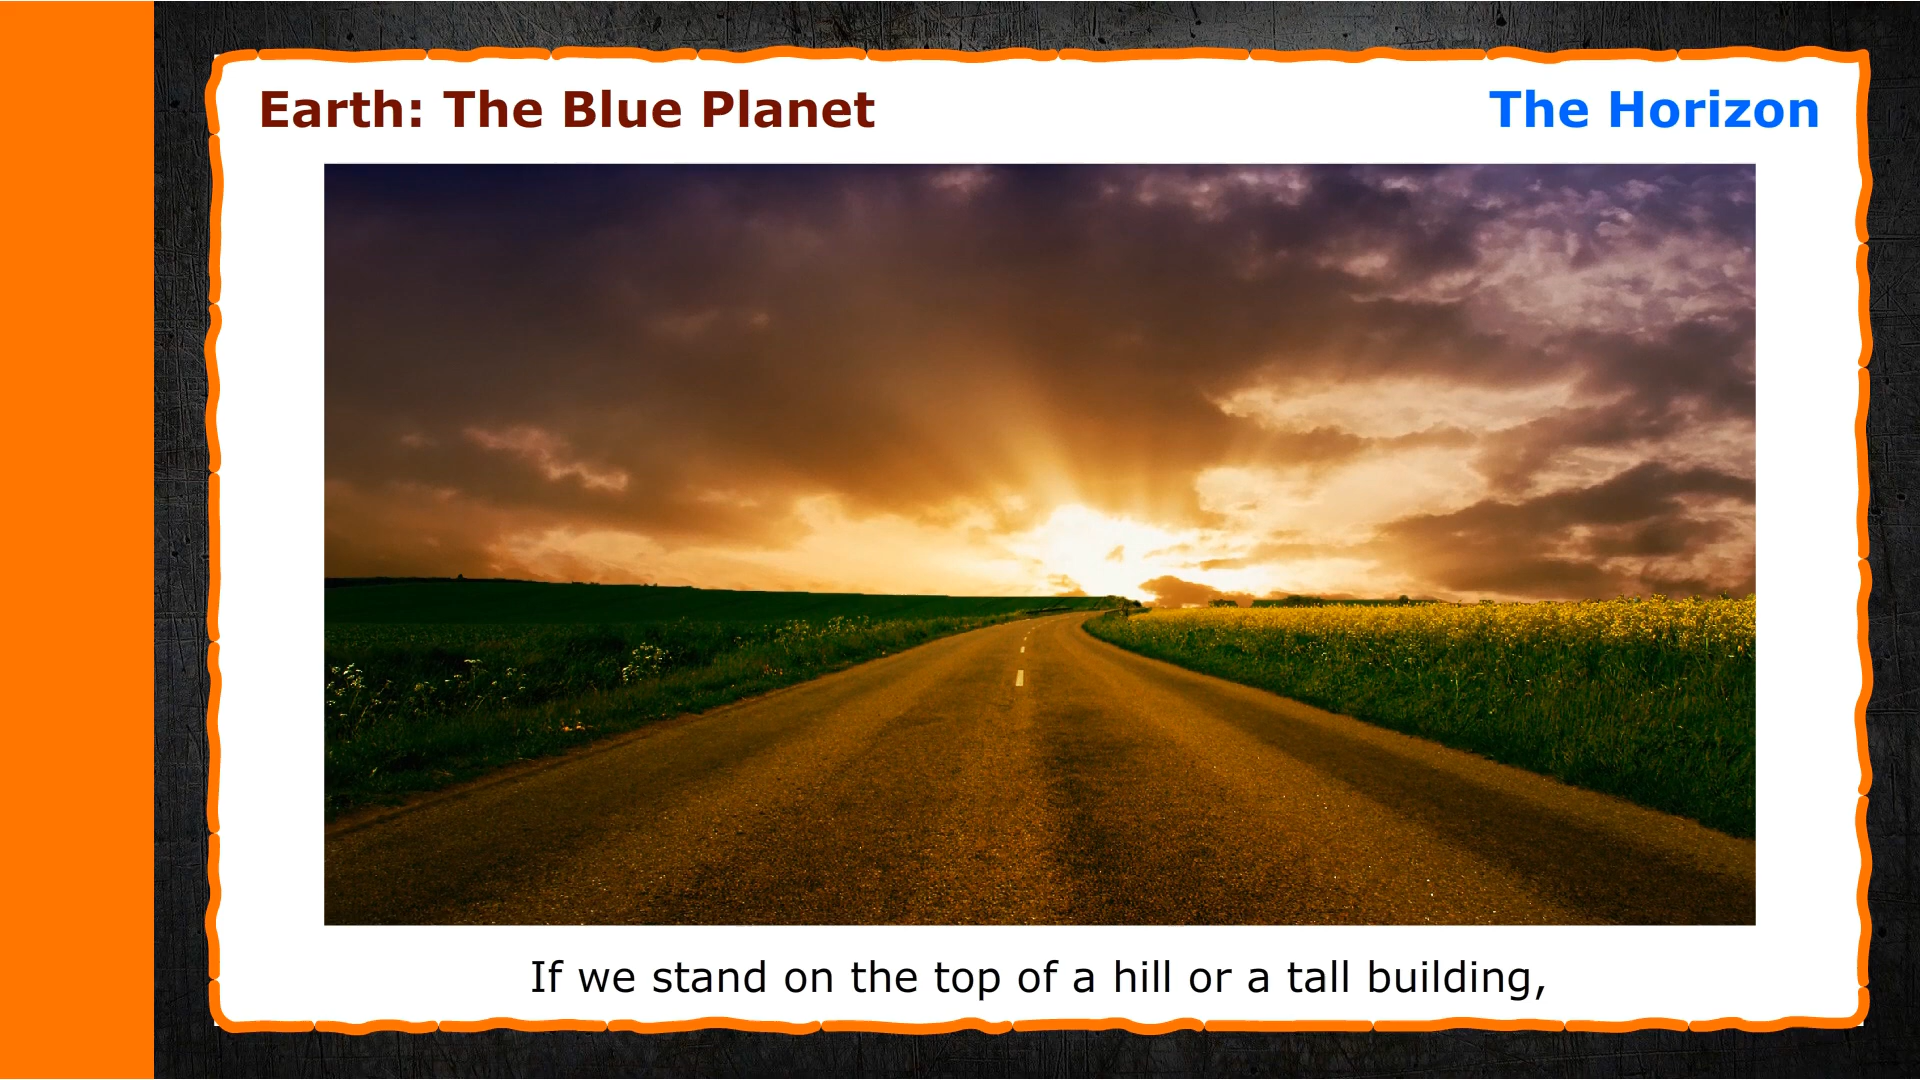 Earth: The Blue Planet
The Horizon
If we stand on the top of a hill or a tall building,